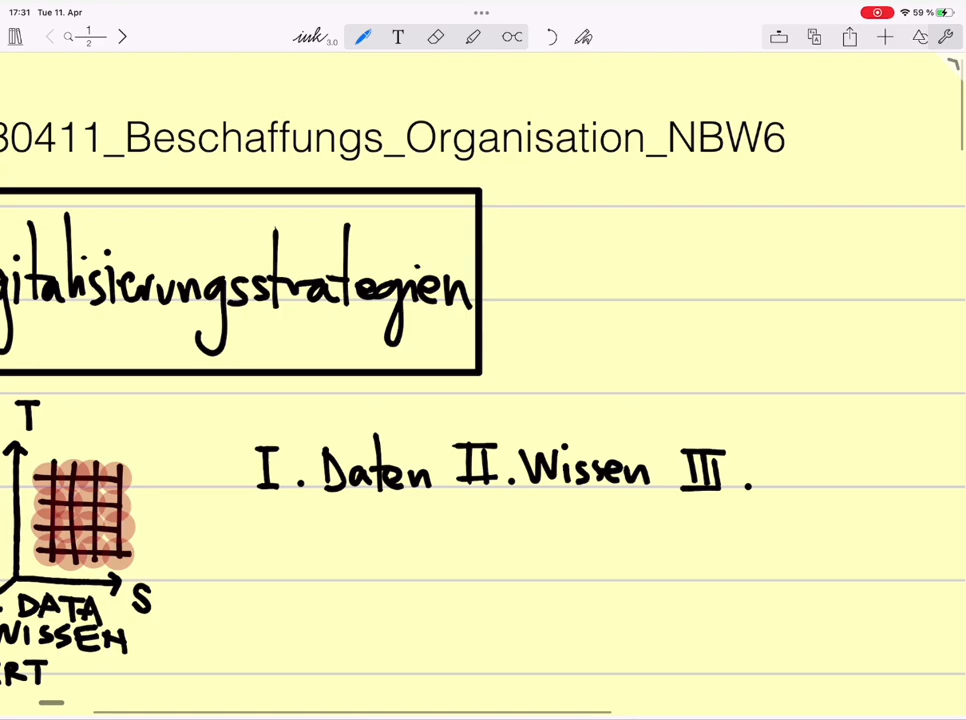 17:31 Tue 11. Apr
59 %
1
2
ink 3.0
T
30411_Beschaffungs_Organisation_NBW6
gitalisierungsstrategien
T
I. Daten II. Wissen III.
S
. DATA
WISSEN
ERT